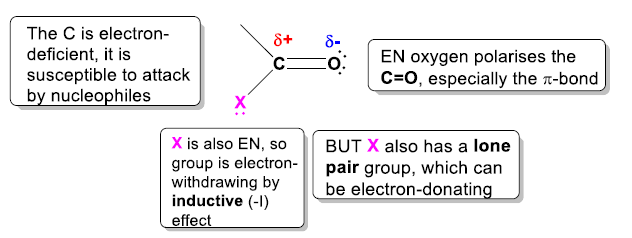 The C is electron-
deficient, it is
susceptible to attack
by nucleophiles
δ+
δ-
C
O
X
EN oxygen polarises the
C=O, especially the π-bond
X is also EN, so
group is electron-
withdrawing by
inductive (-I)
effect
BUT X also has a lone
pair group, which can
be electron-donating